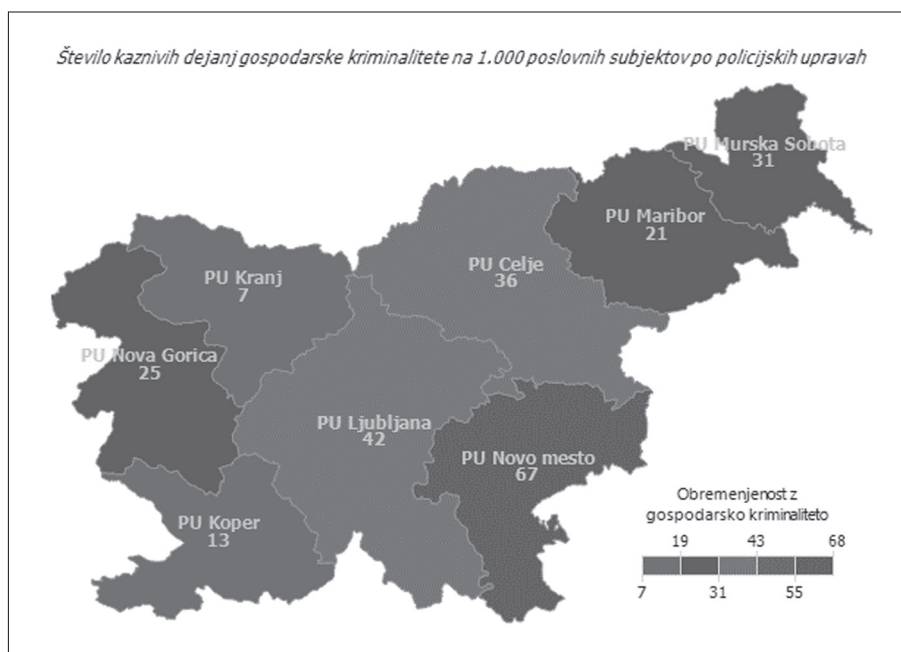 Število kaznivih dejanj gospodarske kriminalitete na 1.000 poslovnih subjektov po policijskih upravah
PU Murska Sobota
31
PU Maribor
21
PU Celje
36
PU Kranj
7
PU Nova Gorica
25
PU Ljubljana
42
PU Novo mesto
67
PU Koper
13
Obremenjenost z
gospodarsko kriminaliteto
19 43 68
7 31 55